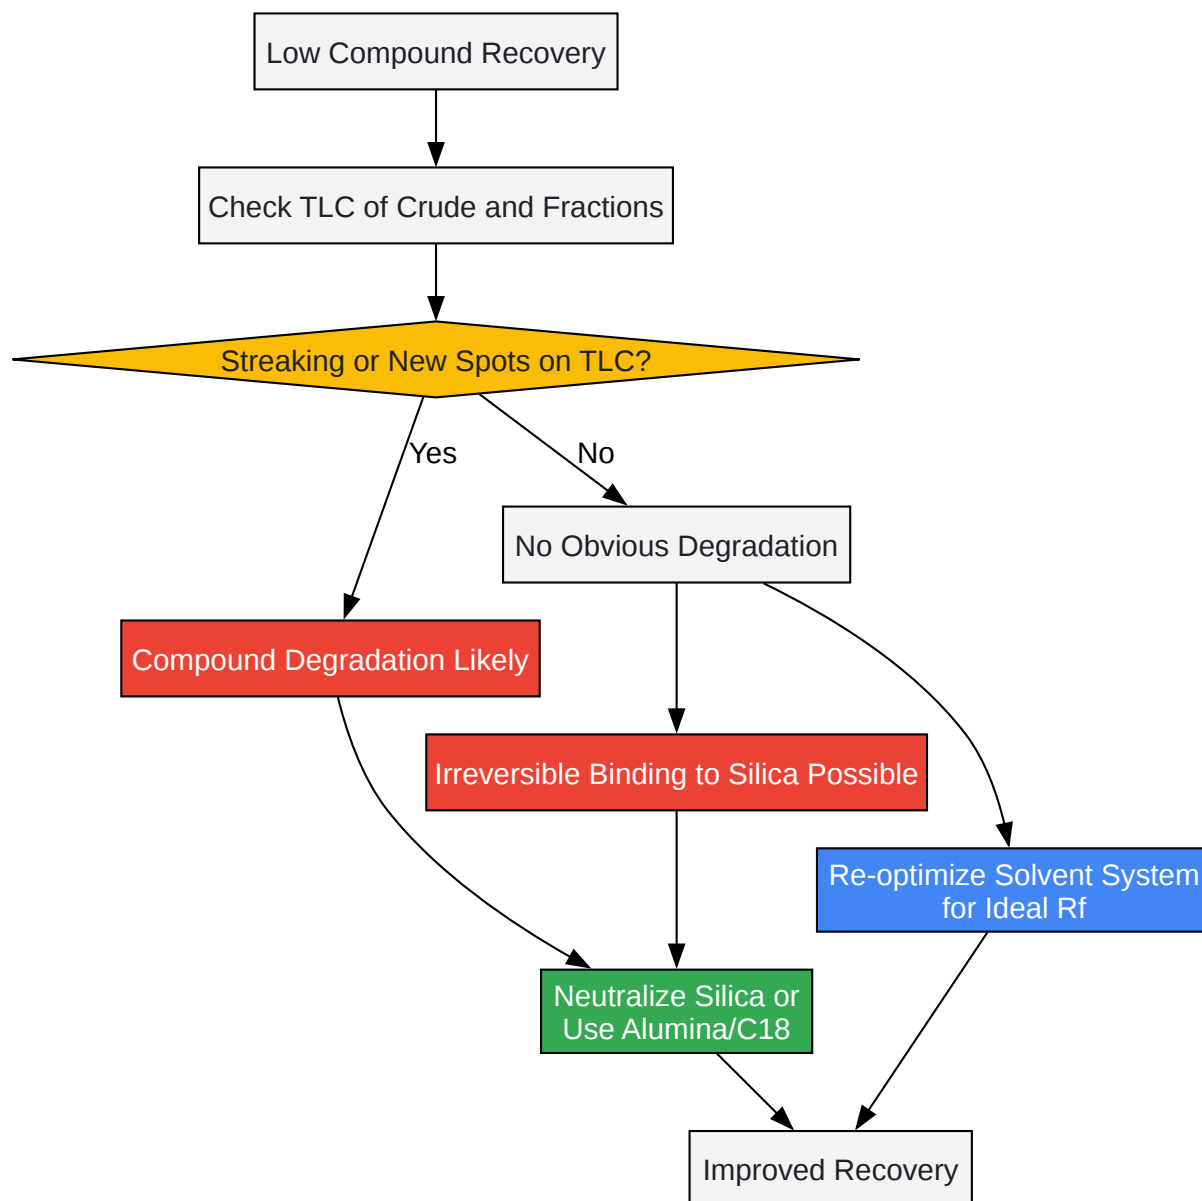 Low Compound Recovery
Check TLC of Crude and Fractions
Streaking or New Spots on TLC?
Yes
No
No Obvious Degradation
Compound Degradation Likely
Irreversible Binding to Silica Possible
Re-optimize Solvent System
for Ideal Rf
Neutralize Silica or
Use Alumina/C18
Improved Recovery